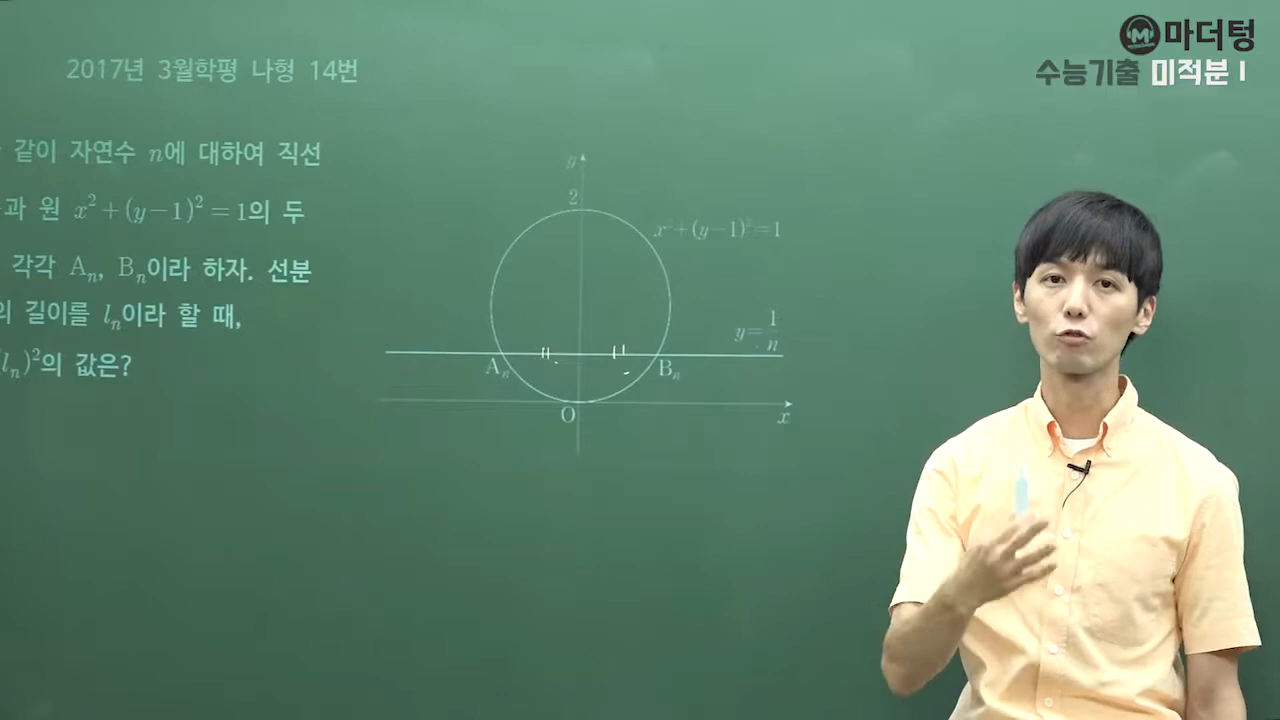 마더텅
수능기출 미적분 I
2017년 3월학평 나형 14번
같이 자연수 n에 대하여 직선
과 원 x²+(y−1)²=1의 두
각각 Aₙ, Bₙ이라 하자. 선분
의 길이를 lₙ이라 할 때,
lₙ)²의 값은?
y
2
x²+(y−1)²=1
y=1/n
Aₙ
Bₙ
O
x